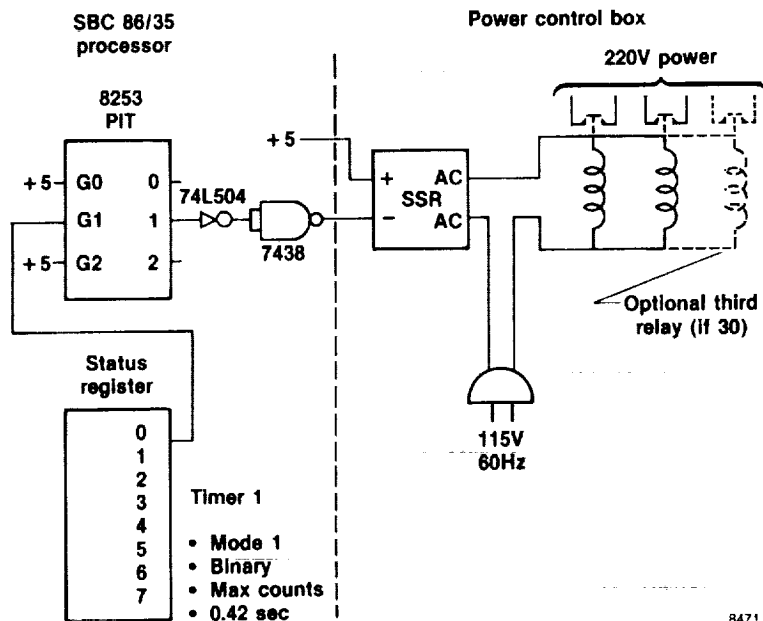 SBC 86/35
processor
Power control box
220V power
8253
PIT
+5
+5
G0
0
G1
1
+5
G2
2
74L504
7438
+
AC
SSR
-
AC
Optional third
relay (if 30)
115V
60Hz
Status
register
0
1
2
3
4
5
6
7
Timer 1
• Mode 1
• Binary
• Max counts
• 0.42 sec
8471